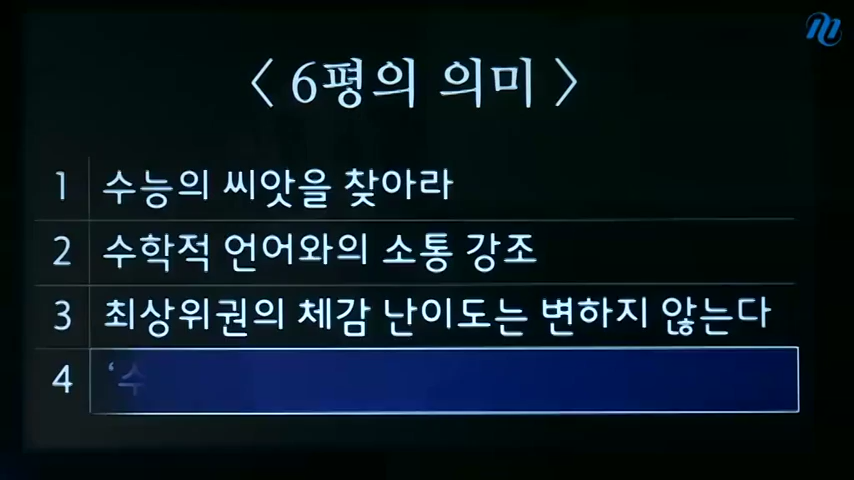 < 6평의 의미 >
1 수능의 씨앗을 찾아라
2 수학적 언어와의 소통 강조
3 최상위권의 체감 난이도는 변하지 않는다
4 ‘수